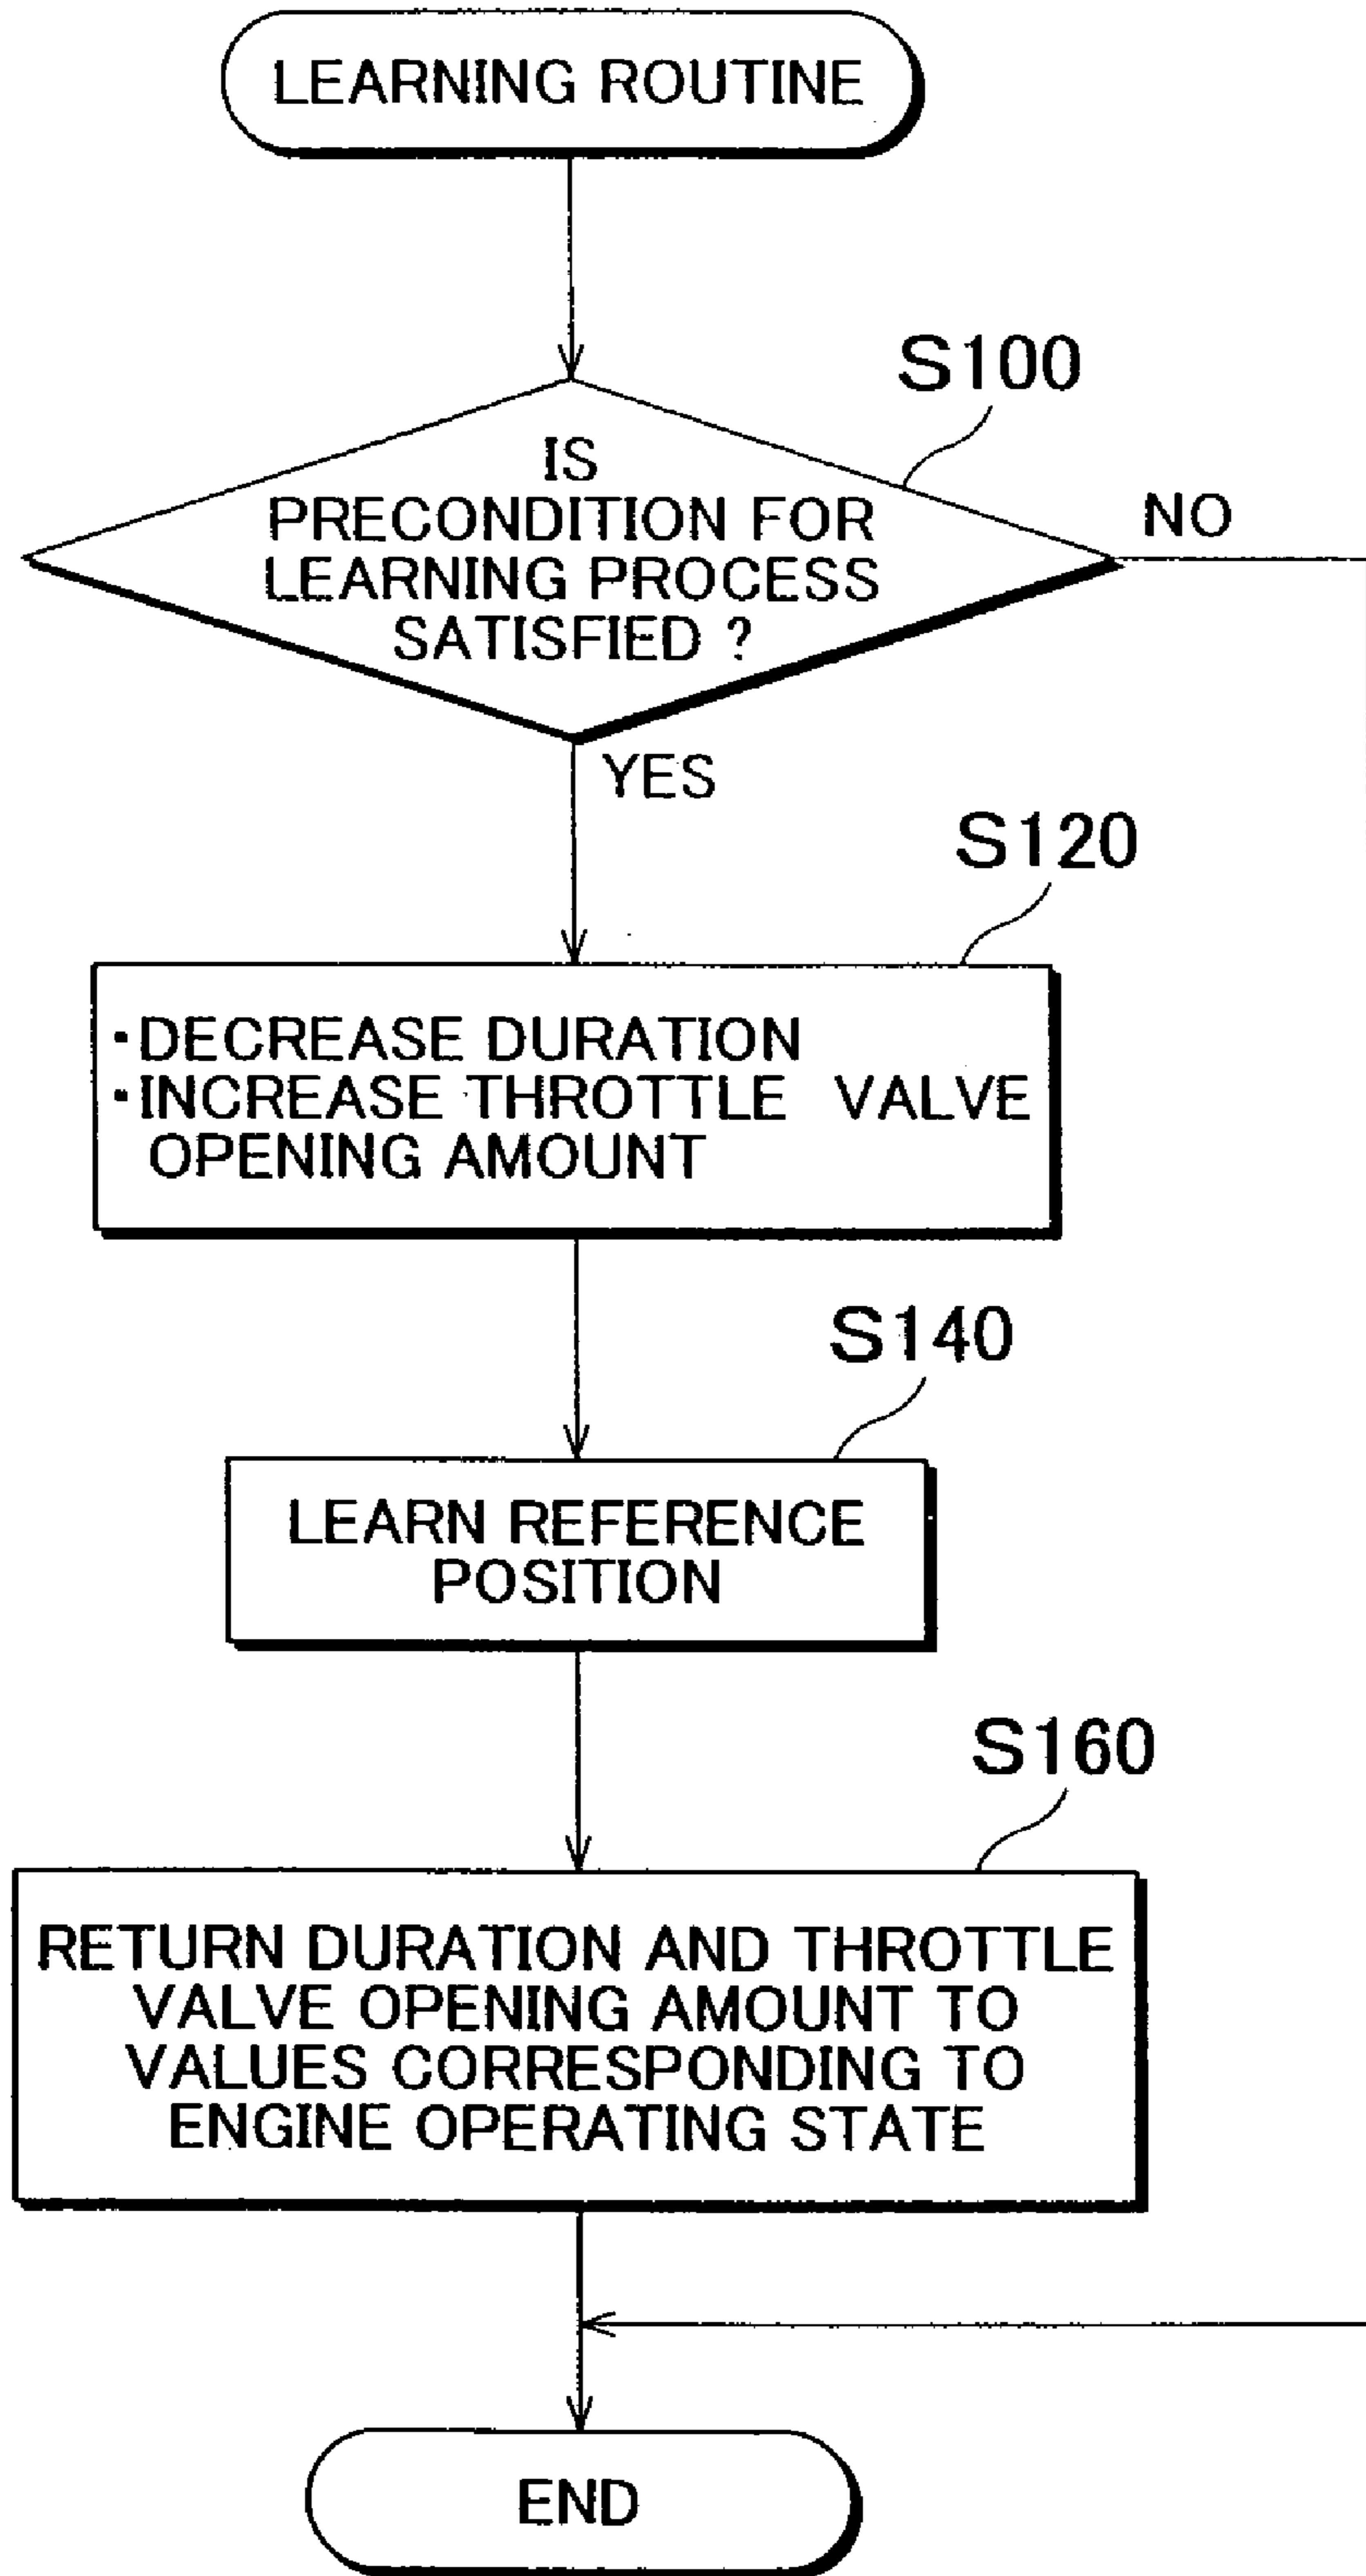 LEARNING ROUTINE
S100
IS
PRECONDITION FOR
LEARNING PROCESS
SATISFIED ?
NO
YES
S120
・DECREASE DURATION
・INCREASE THROTTLE VALVE
OPENING AMOUNT
S140
LEARN REFERENCE
POSITION
S160
RETURN DURATION AND THROTTLE
VALVE OPENING AMOUNT TO
VALUES CORRESPONDING TO
ENGINE OPERATING STATE
END